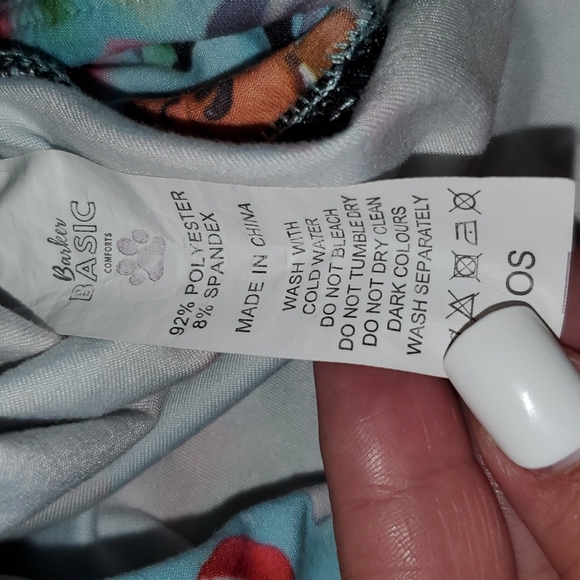 Barker
BASIC
COMFORTS
92% POLYESTER
8% SPANDEX
MADE IN CHINA
WASH WITH
COLD WATER
DO NOT BLEACH
DO NOT TUMBLE DRY
DO NOT DRY CLEAN
DARK COLOURS
WASH SEPARATELY
OS